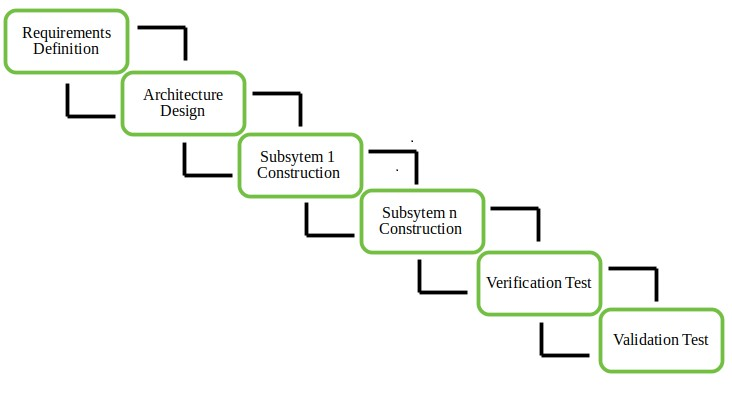 Requirements
Definition
Architecture
Design
Subsytem 1
Construction
Subsytem n
Construction
Verification Test
Validation Test